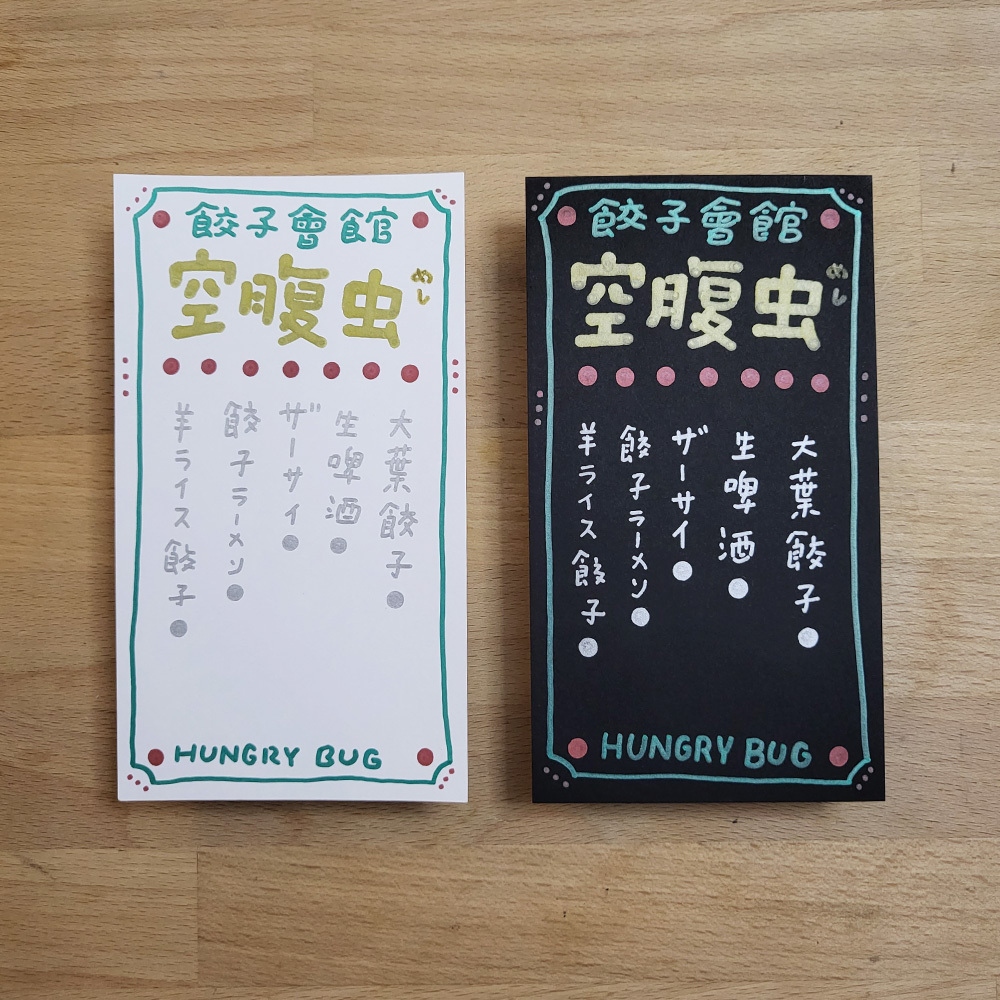 餃子會館
空腹虫
めし
大葉餃子
生啤酒
ザーサイ
餃子ラーメン
羊ライス餃子
HUNGRY BUG
餃子會館
空腹虫
めし
大葉餃子
生啤酒
ザーサイ
餃子ラーメン
羊ライス餃子
HUNGRY BUG